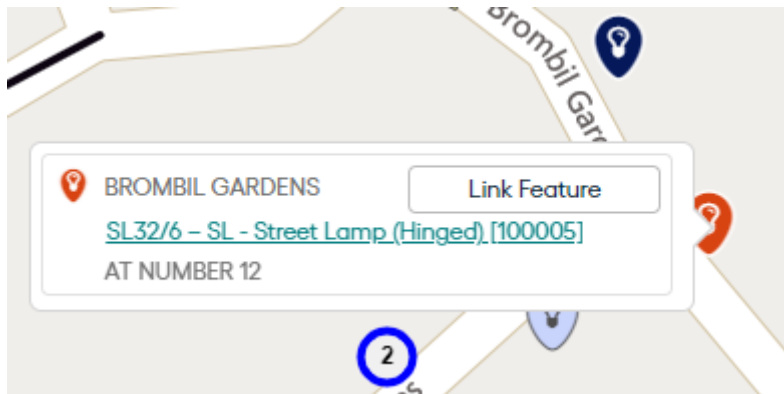 Brombil Gar
BROMBIL GARDENS
Link Feature
SL32/6 – SL - Street Lamp (Hinged) [100005]
AT NUMBER 12
2